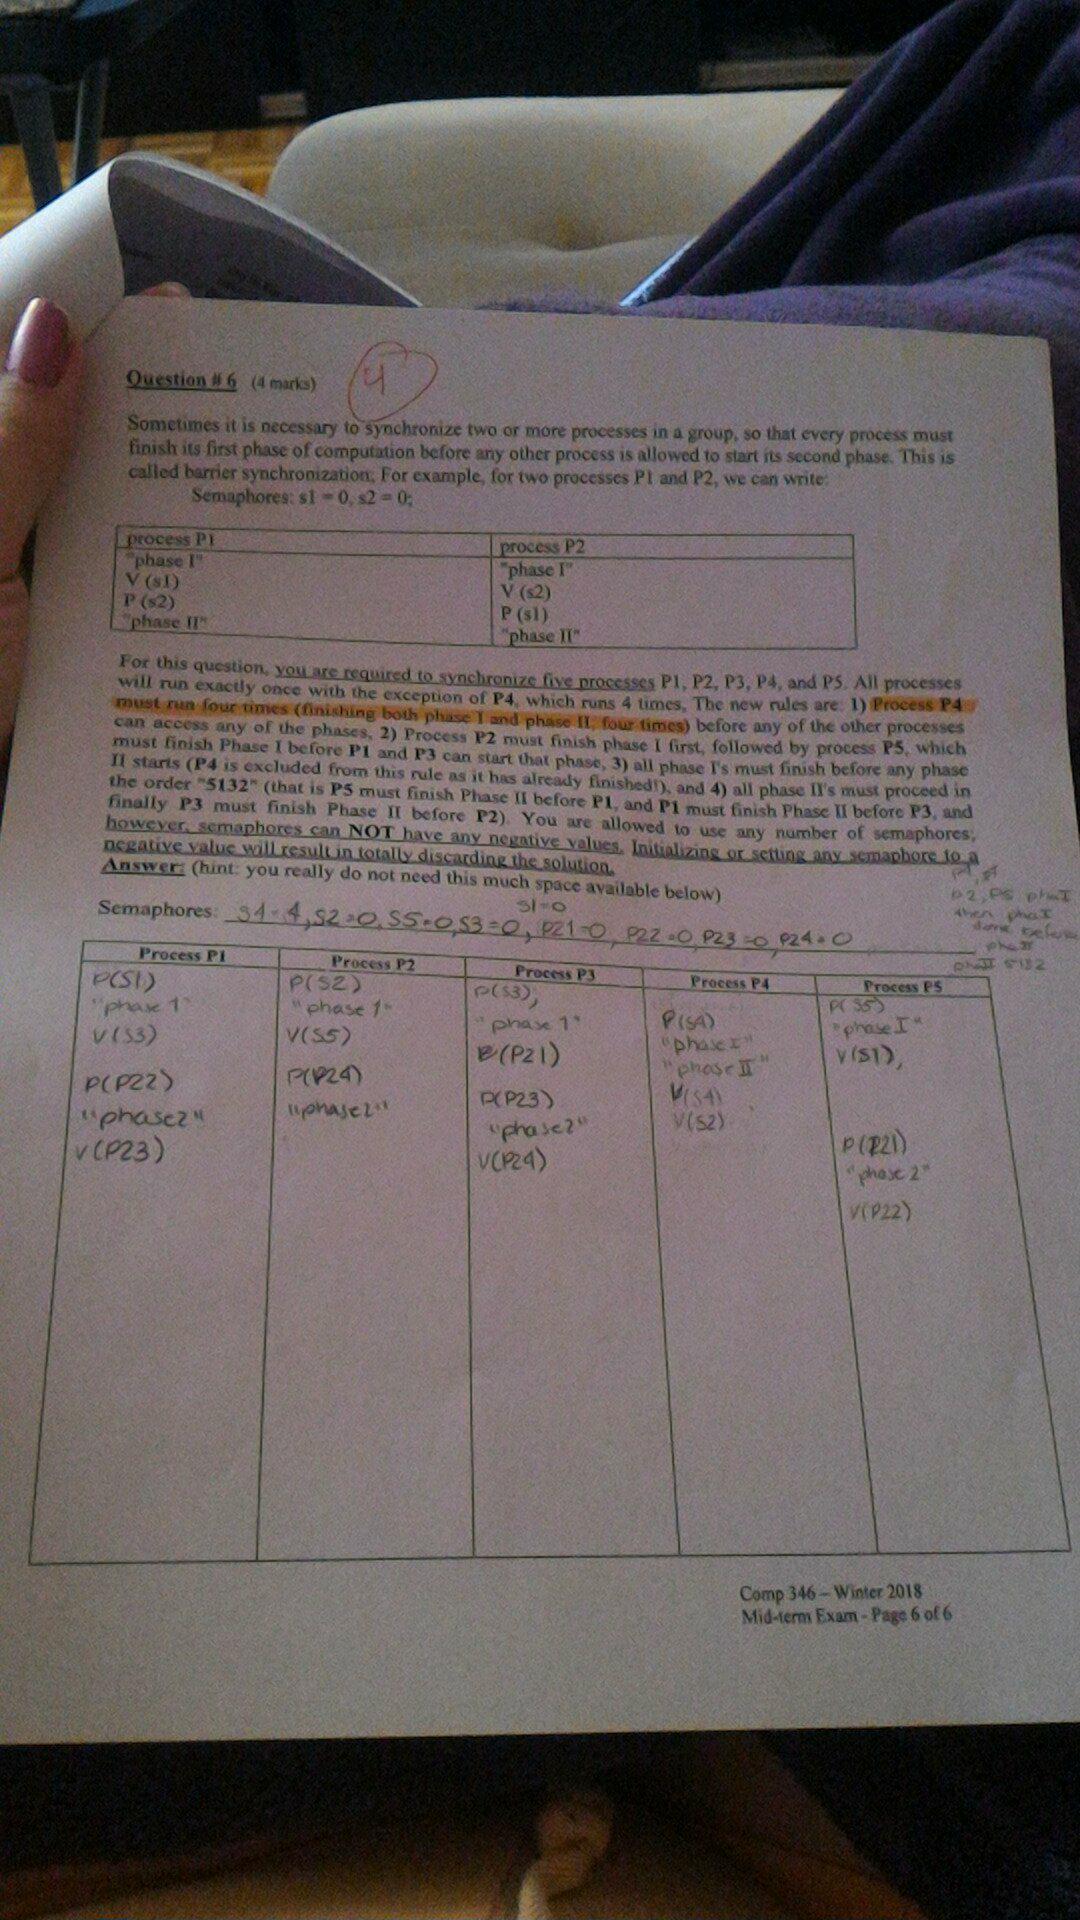 Question # 6 (4 marks)
4
Sometimes it is necessary to synchronize two or more processes in a group, so that every process must
finish its first phase of computation before any other process is allowed to start its second phase. This is
called barrier synchronization. For example, for two processes P1 and P2, we can write:
Semaphores: s1 = 0, s2 = 0;
process P1
"phase I"
V (s1)
P (s2)
"phase II"
process P2
"phase I"
V (s2)
P (s1)
"phase II"
For this question, you are required to synchronize five processes P1, P2, P3, P4, and P5. All processes
will run exactly once with the exception of P4, which runs 4 times. The new rules are: 1) Process P4
must run four times (finishing both phase I and phase II, four times) before any of the other processes
can access any of the phases, 2) Process P2 must finish phase I first, followed by process P5, which
must finish Phase I before P1 and P3 can start that phase, 3) all phase I's must finish before any phase
II starts (P4 is excluded from this rule as it has already finished!), and 4) all phase II's must proceed in
the order "5132" (that is P5 must finish Phase II before P1, and P1 must finish Phase II before P3, and
finally P3 must finish Phase II before P2). You are allowed to use any number of semaphores;
however, semaphores can NOT have any negative values. Initializing or setting any semaphore to a
negative value will result in totally discarding the solution.
Answer: (hint: you really do not need this much space available below)
P2, P5 phaI
then phaI
done before
phaII
phaII 5132
S1=0
Semaphores: S4=4, S2=0, S5=0, S3=0, P21=0, P22=0, P23=0, P24=0
Process P1
P(S1)
"phase 1"
V(S3)
P(P22)
"phase2"
V(P23)
Process P2
P(S2)
"phase 1"
V(S5)
P(P24)
"phase2"
Process P3
P(S3),
"phase 1"
(P21)
P(P23)
"phase2"
V(P24)
Process P4
P(S4)
"phase I"
"phase II"
V(S4)
V(S2)
Process P5
P(S5)
"phase I"
V(S1),
P(P21)
"phase 2"
V(P22)
Comp 346 – Winter 2018
Mid-term Exam - Page 6 of 6